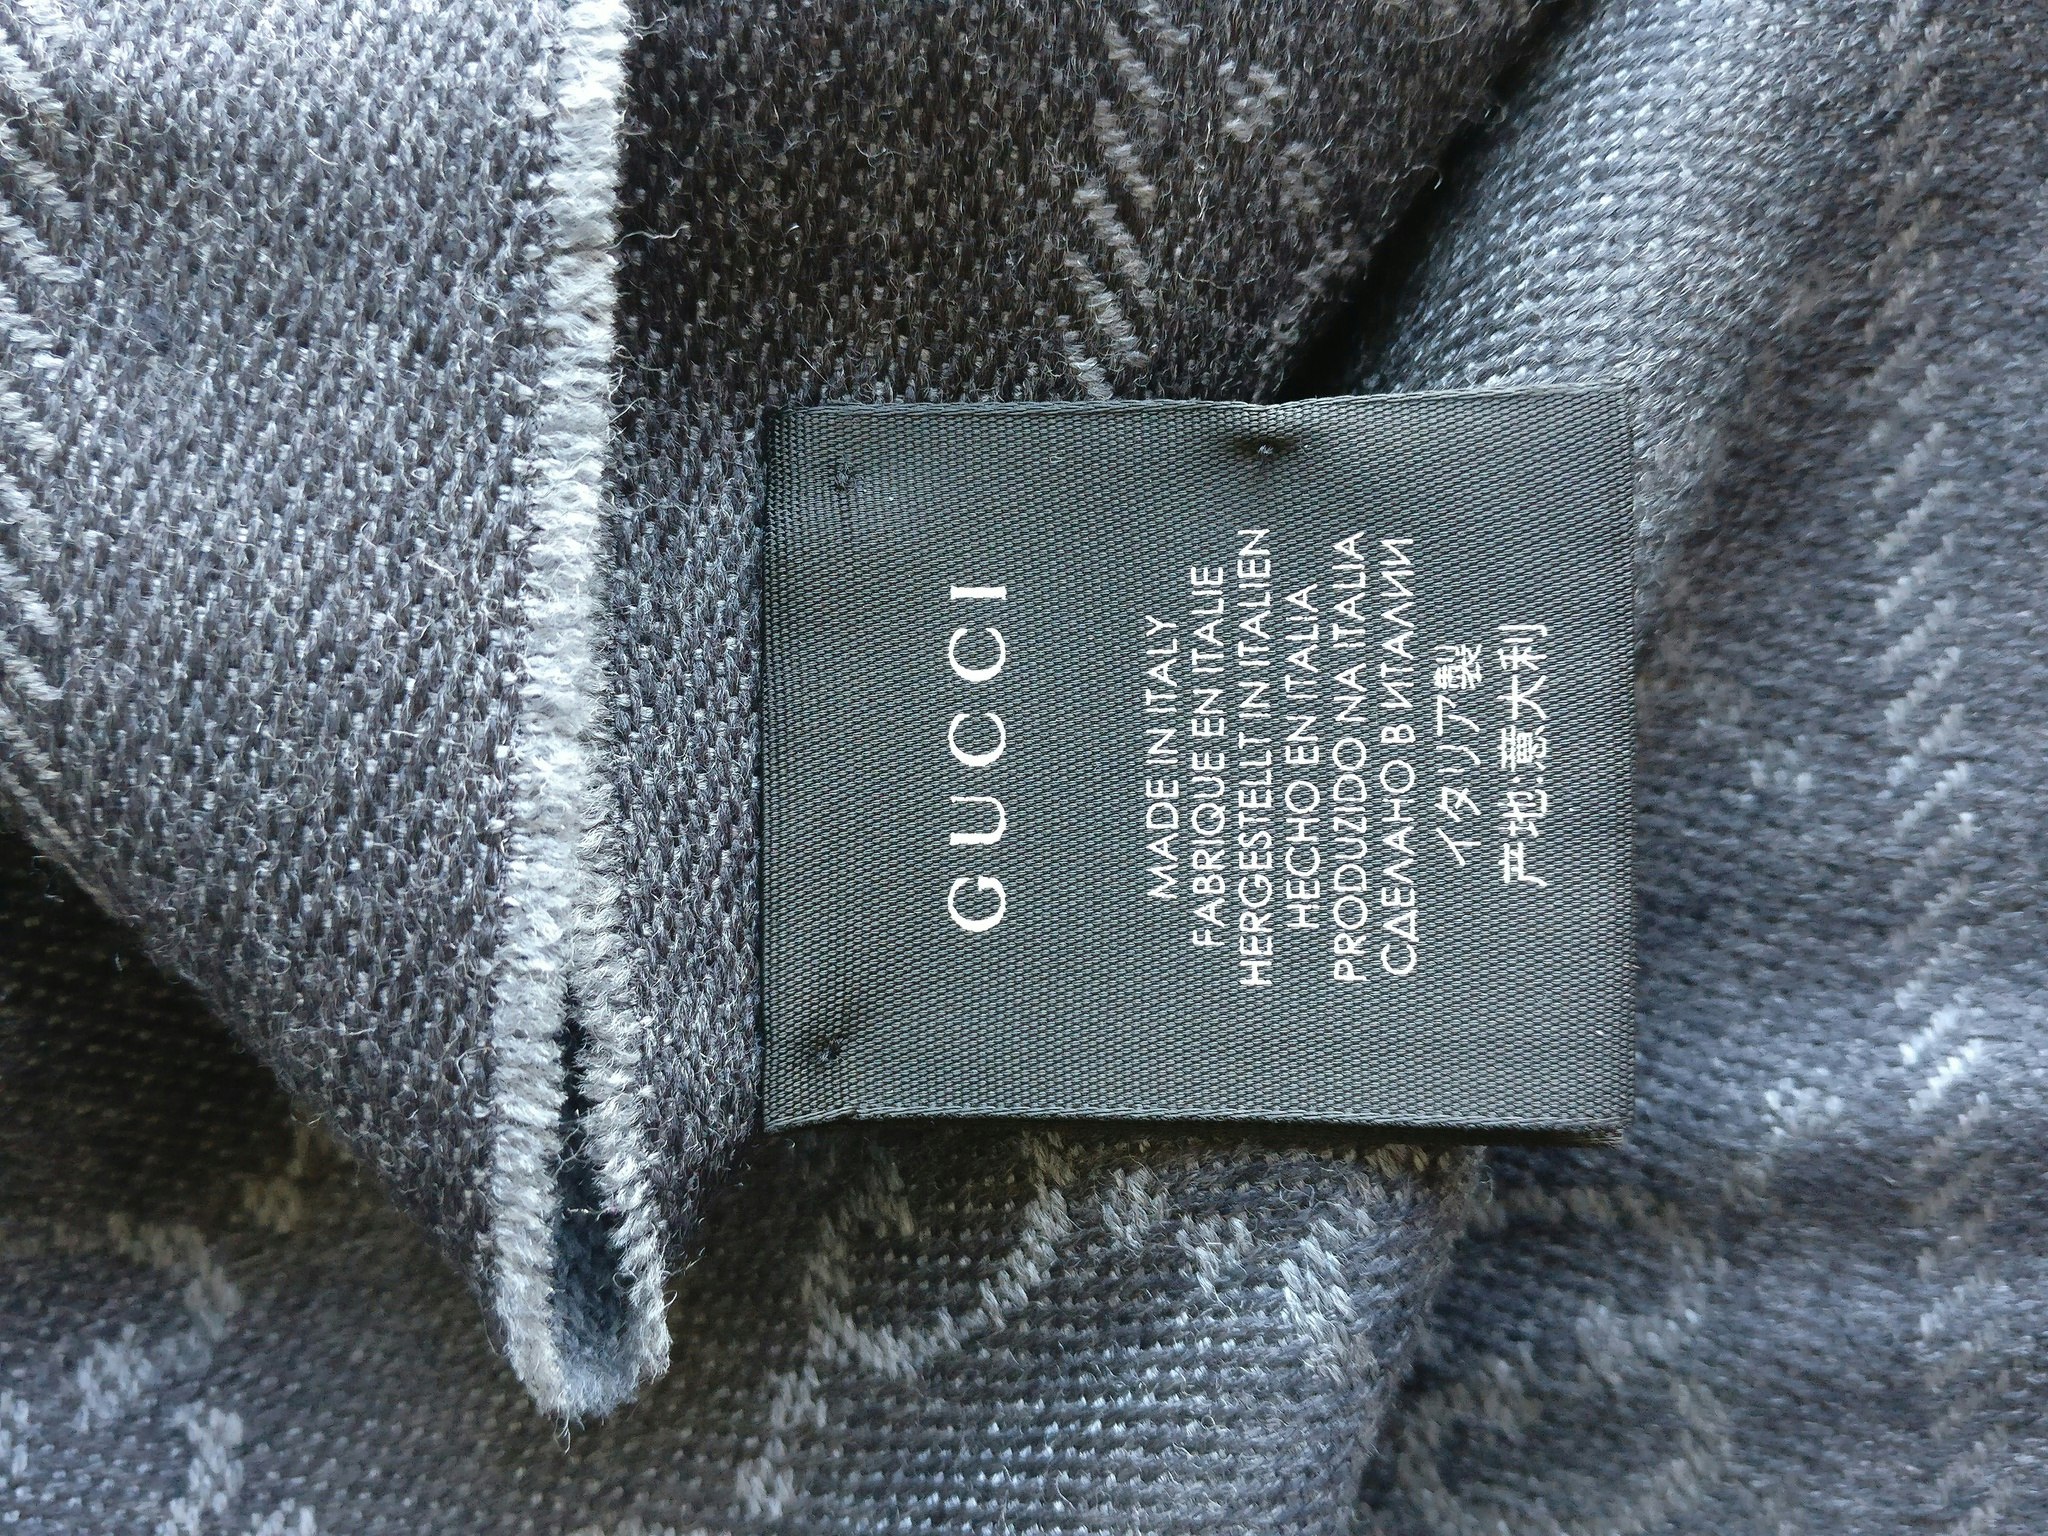 GUCCI
MADE IN ITALY
FABRIQUE EN ITALIE
HERGESTELLT IN ITALIEN
HECHO EN ITALIA
PRODUZIDO NA ITALIA
СДЕЛАНО В ИТАЛИИ
イタリア製
产地:意大利